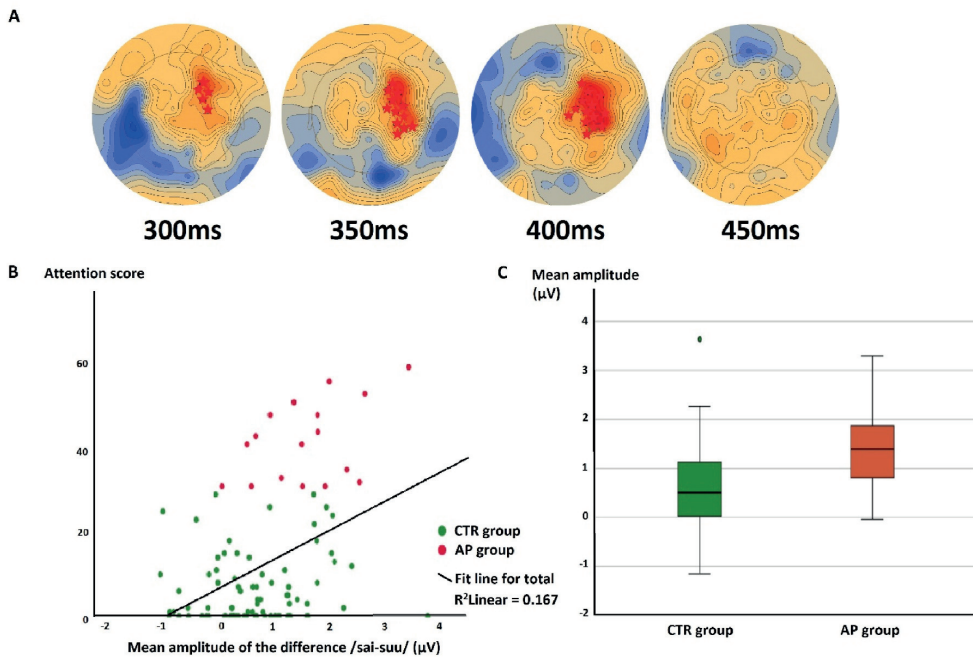 A
300ms 350ms 400ms 450ms
B Attention score
60
40
20
0
-2 -1 0 1 2 3 4
Mean amplitude of the difference /sai-suu/ (µV)
CTR group
AP group
Fit line for total
R²Linear = 0.167
C Mean amplitude
(µV)
4
3
2
1
0
-1
-2
CTR group AP group